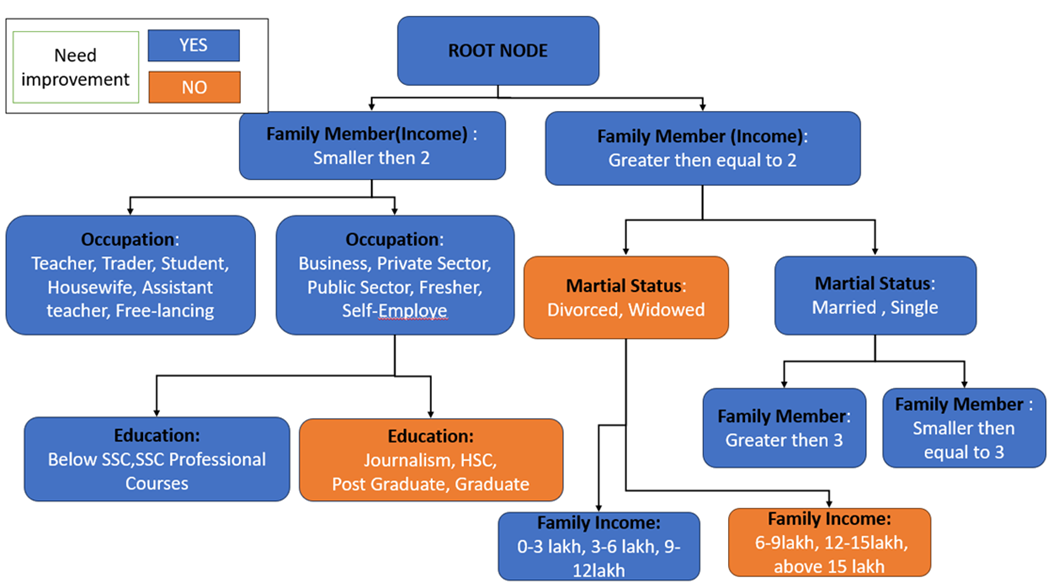 Need
improvement
YES
NO
ROOT NODE
Family Member(Income) :
Smaller then 2
Family Member (Income):
Greater then equal to 2
Occupation:
Teacher, Trader, Student,
Housewife, Assistant
teacher, Free-lancing
Occupation:
Business, Private Sector,
Public Sector, Fresher,
Self-Employe
Martial Status:
Divorced, Widowed
Martial Status:
Married , Single
Family Member:
Greater then 3
Family Member :
Smaller then
equal to 3
Education:
Below SSC,SSC Professional
Courses
Education:
Journalism, HSC,
Post Graduate, Graduate
Family Income:
0-3 lakh, 3-6 lakh, 9-
12lakh
Family Income:
6-9lakh, 12-15lakh,
above 15 lakh